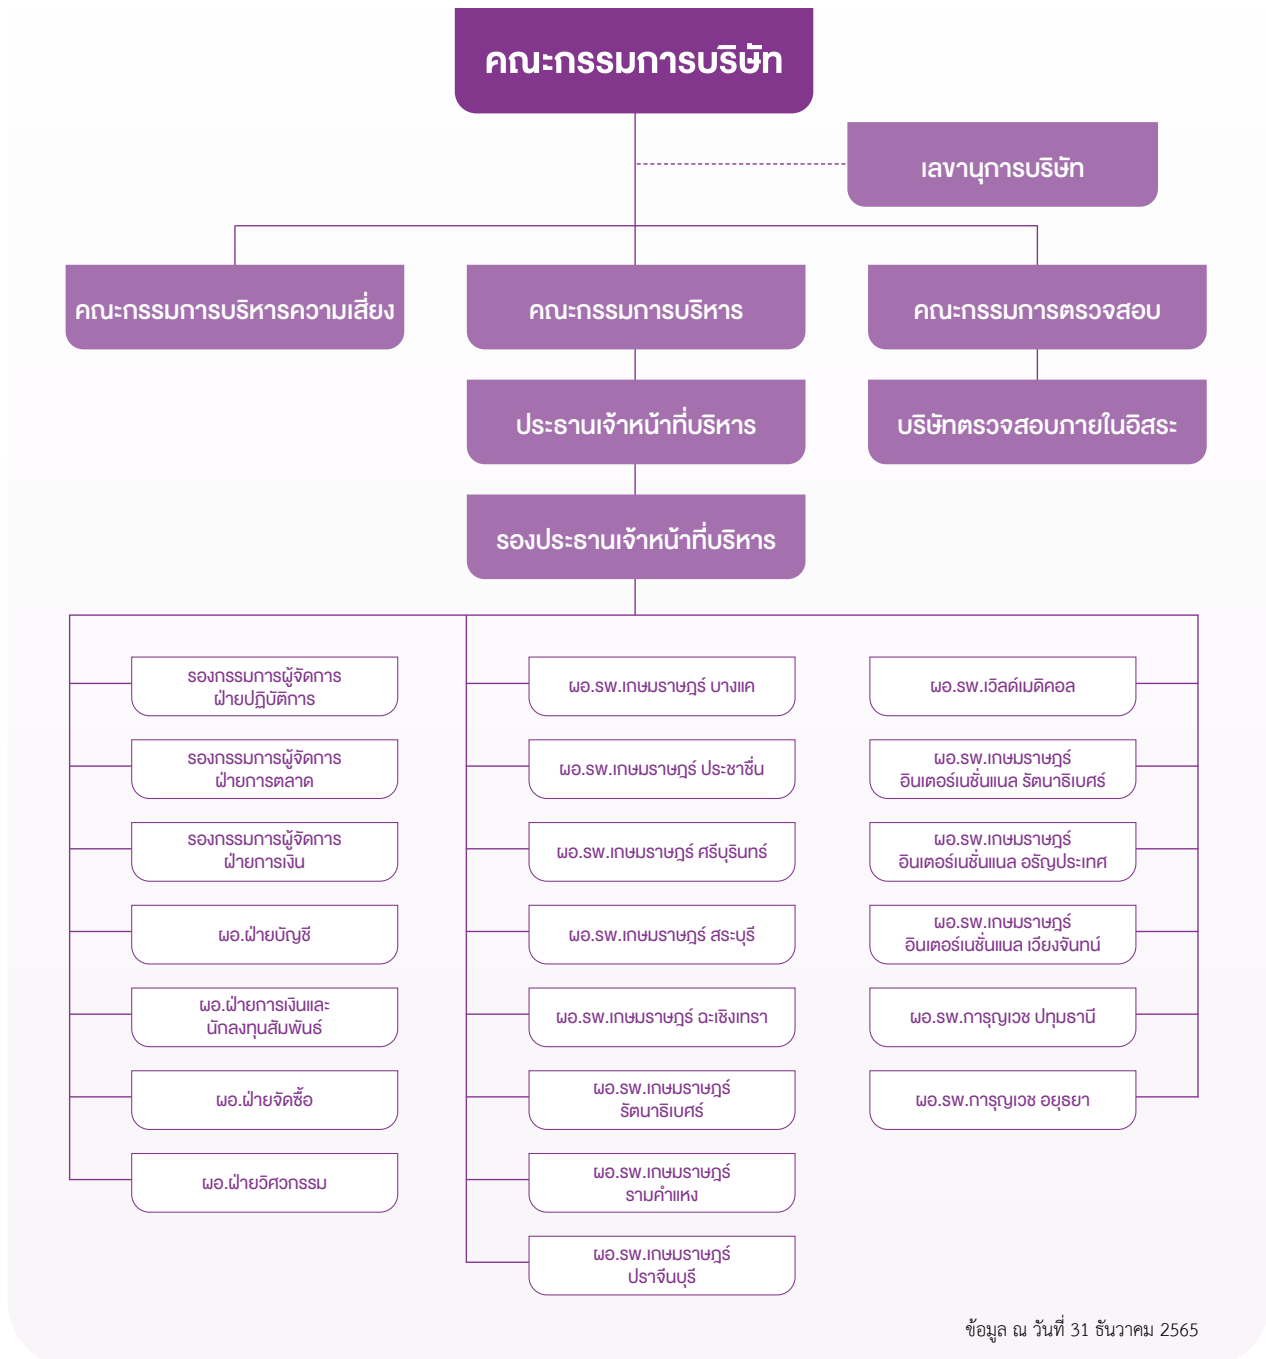 คณะกรรมการบริษัท
เลขานุการบริษัท
คณะกรรมการบริหารความเสี่ยง
คณะกรรมการบริหาร
คณะกรรมการตรวจสอบ
ประธานเจ้าหน้าที่บริหาร
บริษัทตรวจสอบภายในอิสระ
รองประธานเจ้าหน้าที่บริหาร
รองกรรมการผู้จัดการ
ฝ่ายปฏิบัติการ
รองกรรมการผู้จัดการ
ฝ่ายการตลาด
รองกรรมการผู้จัดการ
ฝ่ายการเงิน
ผอ.ฝ่ายบัญชี
ผอ.ฝ่ายการเงินและ
นักลงทุนสัมพันธ์
ผอ.ฝ่ายจัดซื้อ
ผอ.ฝ่ายวิศวกรรม
ผอ.รพ.เกษมราษฎร์ บางแค
ผอ.รพ.เกษมราษฎร์ ประชาชื่น
ผอ.รพ.เกษมราษฎร์ ศรีบุรินทร์
ผอ.รพ.เกษมราษฎร์ สระบุรี
ผอ.รพ.เกษมราษฎร์ ฉะเชิงเทรา
ผอ.รพ.เกษมราษฎร์
รัตนาธิเบศร์
ผอ.รพ.เกษมราษฎร์
รามคำแหง
ผอ.รพ.เกษมราษฎร์
ปราจีนบุรี
ผอ.รพ.เวิลด์เมดิคอล
ผอ.รพ.เกษมราษฎร์
อินเตอร์เนชั่นแนล รัตนาธิเบศร์
ผอ.รพ.เกษมราษฎร์
อินเตอร์เนชั่นแนล อรัญประเทศ
ผอ.รพ.เกษมราษฎร์
อินเตอร์เนชั่นแนล เวียงจันทน์
ผอ.รพ.การุญเวช ปทุมธานี
ผอ.รพ.การุญเวช อยุธยา
ข้อมูล ณ วันที่ 31 ธันวาคม 2565